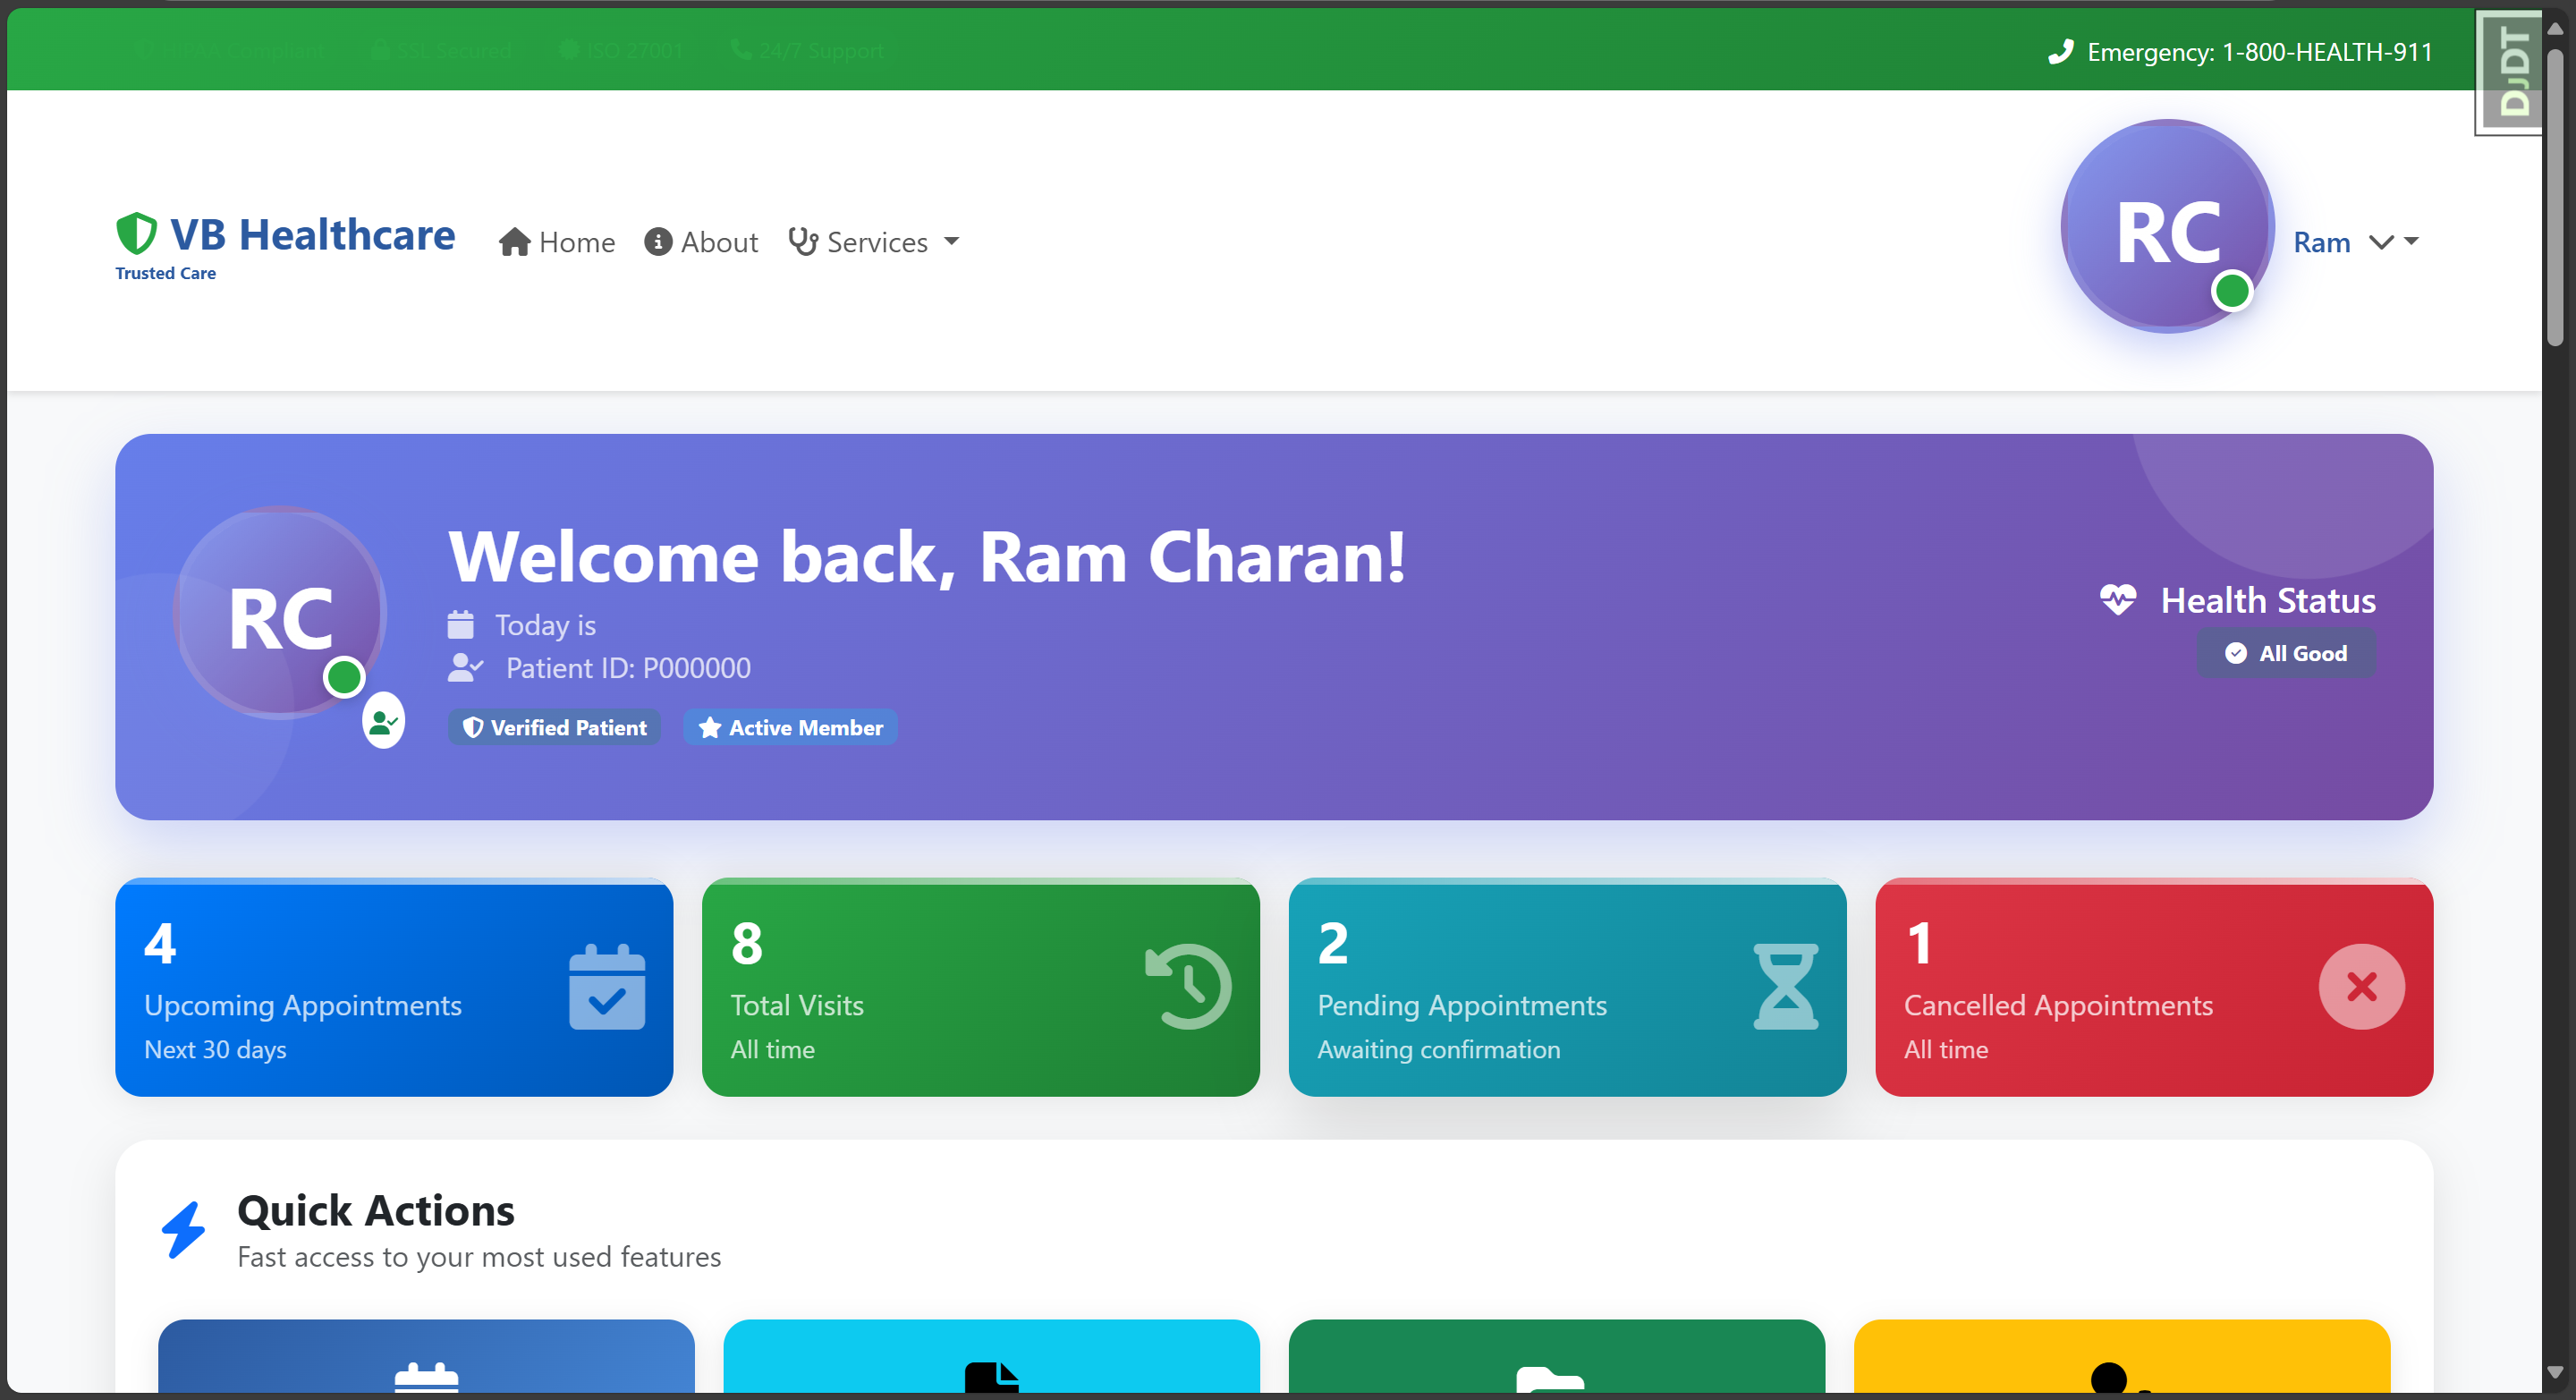 Compliant SSL Secured ISO 27001 24/7 Support
Emergency: 1-800-HEALTH-911
DJDT
VB Healthcare
Trusted Care
Home About Services
RC
Ram
RC
Welcome back, Ram Charan!
Today is
Patient ID: P000000
Verified Patient Active Member
Health Status
All Good
4
Upcoming Appointments
Next 30 days
8
Total Visits
All time
2
Pending Appointments
Awaiting confirmation
1
Cancelled Appointments
All time
Quick Actions
Fast access to your most used features